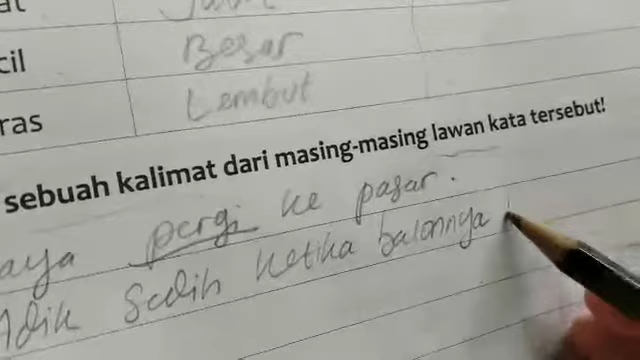 cil Besar
ras Lembut
sebuah kalimat dari masing-masing lawan kata tersebut!
aya pergi ke pasar.
Adik Sedih ketika balonnya